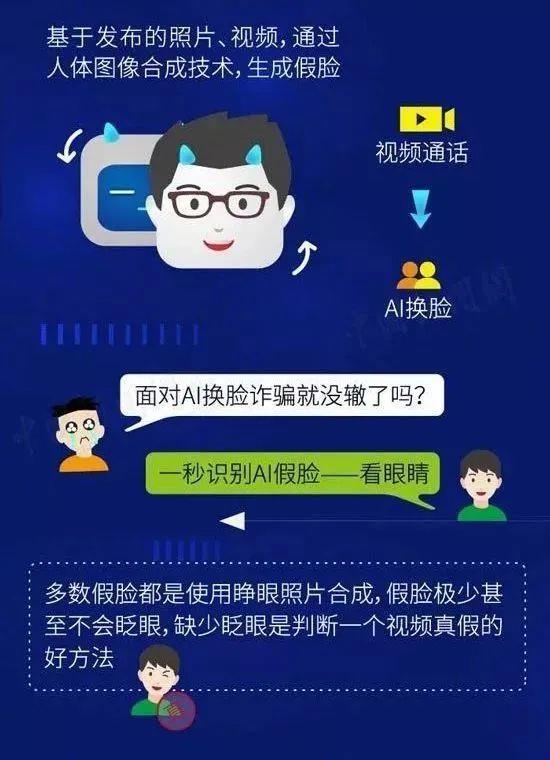 基于发布的照片、视频，通过
人体图像合成技术，生成假脸
视频通话
AI换脸
面对AI换脸诈骗就没辙了吗？
一秒识别AI假脸——看眼睛
多数假脸都是使用睁眼照片合成，假脸极少甚
至不会眨眼，缺少眨眼是判断一个视频真假的
好方法